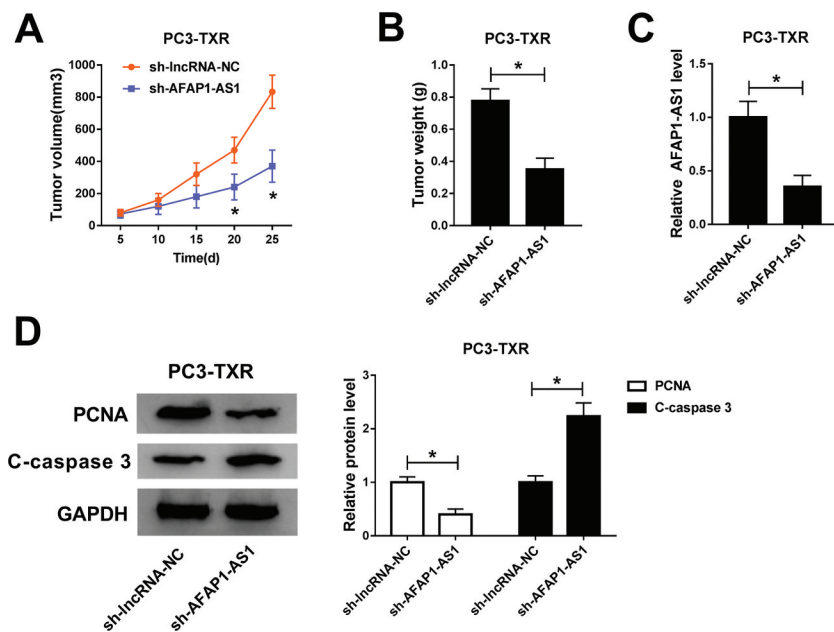 A
PC3-TXR
sh-lncRNA-NC
sh-AFAP1-AS1
Tumor volume(mm3)
1000
800
600
400
200
0
5
10
15
20
25
*
*
Time(d)
B
PC3-TXR
Tumor weight (g)
1.0
0.8
0.6
0.4
0.2
0.0
*
sh-lncRNA-NC
sh-AFAP1-AS1
C
PC3-TXR
Relative AFAP1-AS1 level
1.5
1.0
0.5
0.0
*
sh-lncRNA-NC
sh-AFAP1-AS1
D
PC3-TXR
PCNA
C-caspase 3
GAPDH
sh-lncRNA-NC
sh-AFAP1-AS1
PC3-TXR
Relative protein level
3
2
1
0
*
*
PCNA
C-caspase 3
sh-lncRNA-NC
sh-AFAP1-AS1
sh-lncRNA-NC
sh-AFAP1-AS1